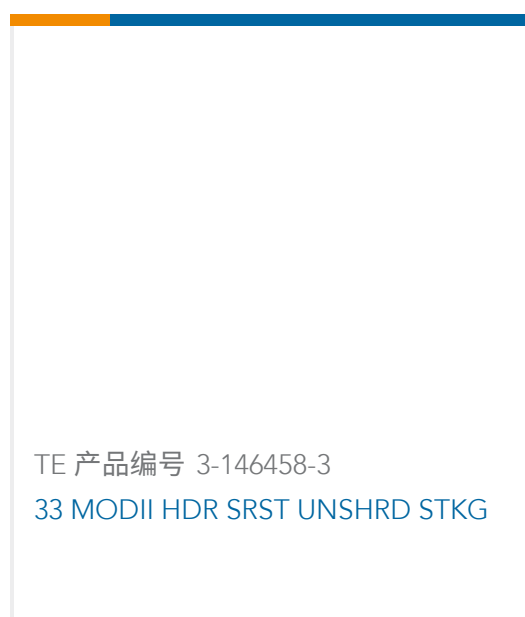 TE 产品编号 3-146458-3
33 MODII HDR SRST UNSHRD STKG